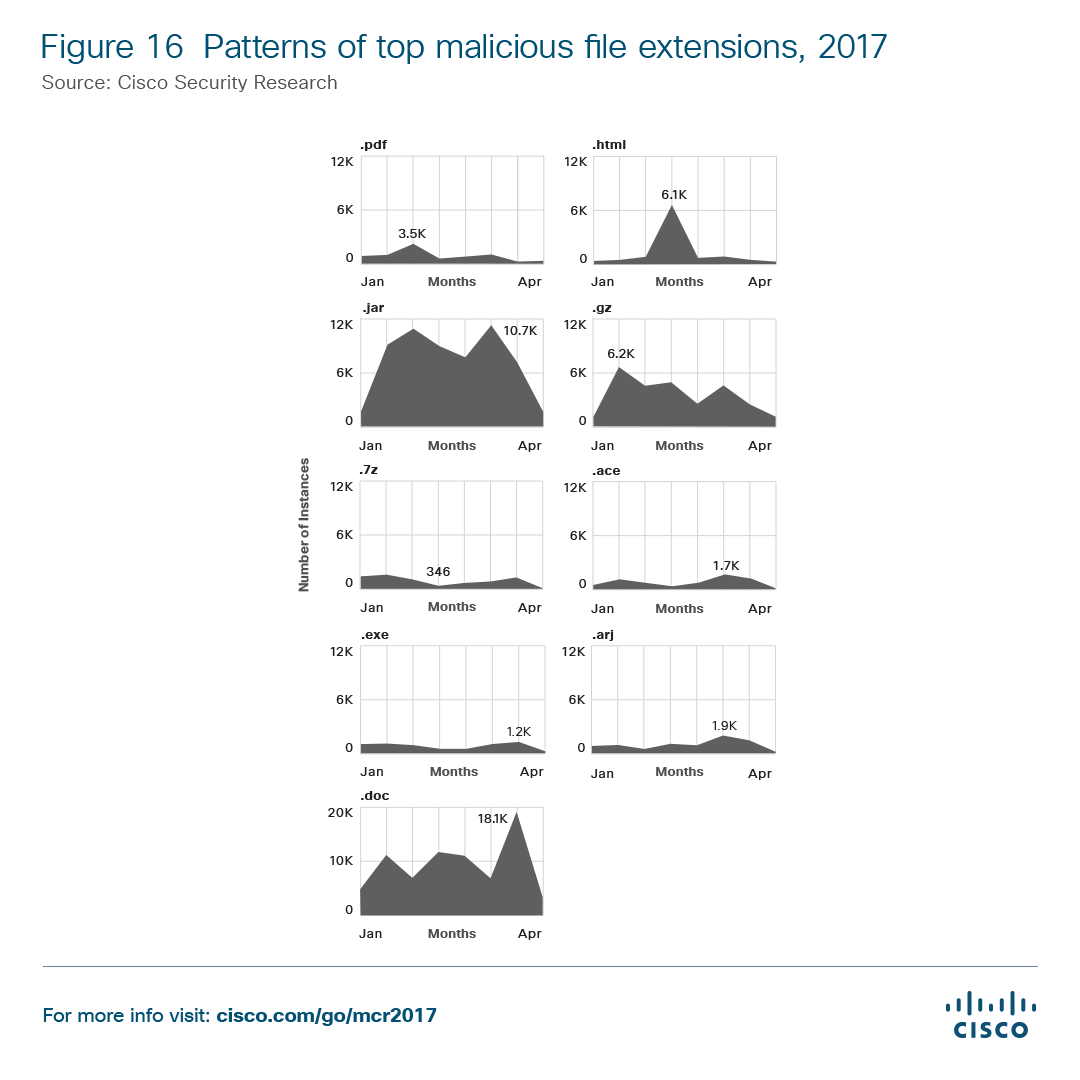 Figure 16 Patterns of top malicious file extensions, 2017
Source: Cisco Security Research
Number of Instances
.pdf
12K
6K
0
3.5K
Jan Months Apr
.html
12K
6K
0
6.1K
Jan Months Apr
.jar
12K
6K
0
10.7K
Jan Months Apr
.gz
12K
6K
0
6.2K
Jan Months Apr
.7z
12K
6K
0
346
Jan Months Apr
.ace
12K
6K
0
1.7K
Jan Months Apr
.exe
12K
6K
0
1.2K
Jan Months Apr
.arj
12K
6K
0
1.9K
Jan Months Apr
.doc
20K
10K
0
18.1K
Jan Months Apr
For more info visit: cisco.com/go/mcr2017
CISCO